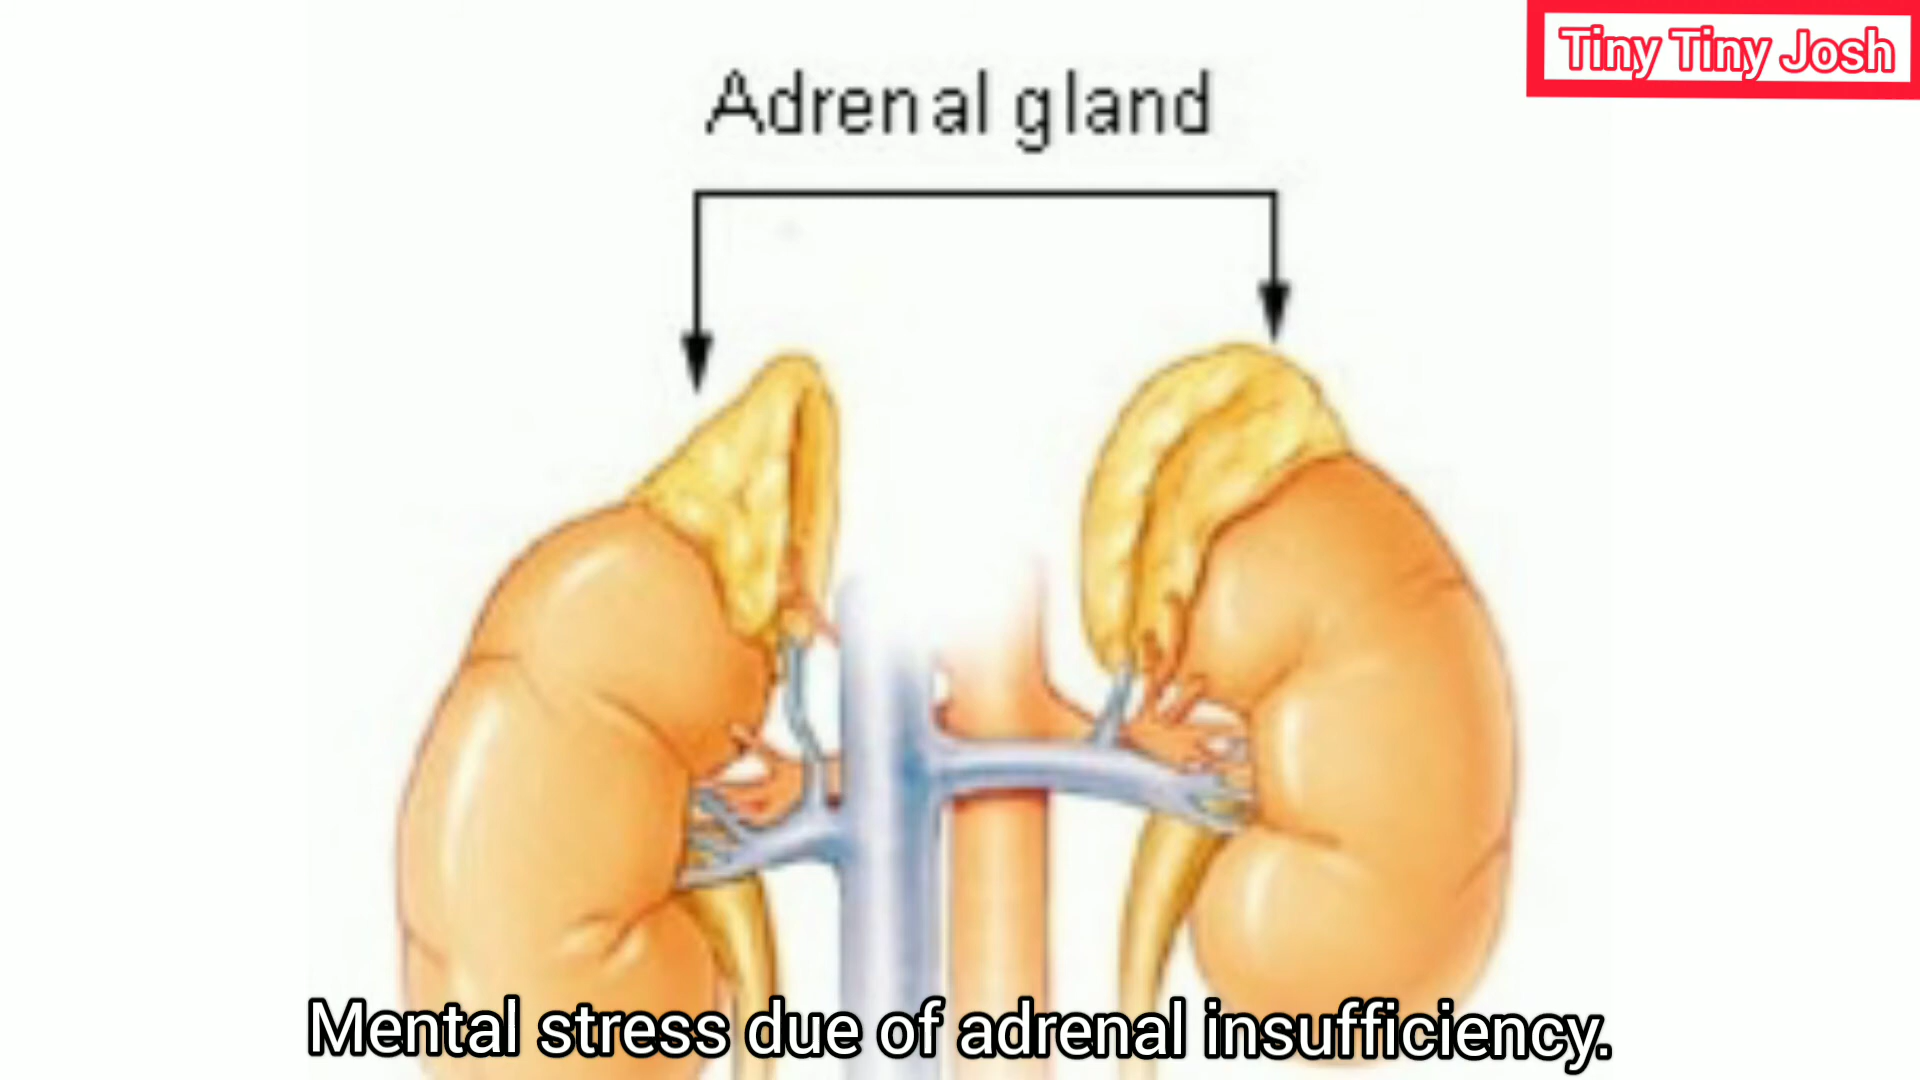 Tiny Tiny Josh
Adrenal gland
Mental stress due of adrenal insufficiency.